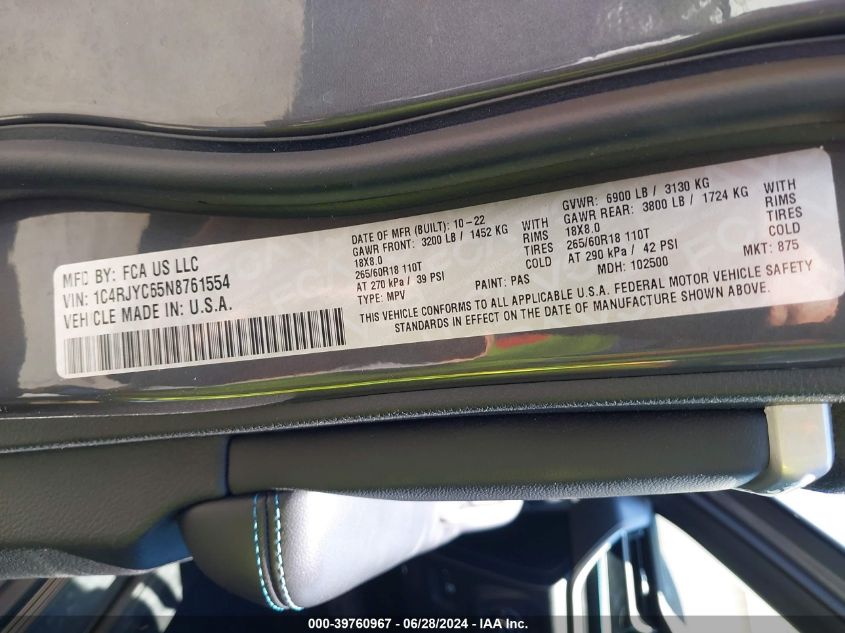 MFD BY: FCA US LLC
VIN: 1C4RJYC65N8761554
VEHICLE MADE IN: U.S.A.
DATE OF MFR (BUILT): 10-22
GAWR FRONT: 3200 LB / 1452 KG WITH
18X8.0 RIMS
265/60R18 110T TIRES
AT 270 kPa / 39 PSI COLD
TYPE: MPV PAINT: PAS
GVWR: 6900 LB / 3130 KG
GAWR REAR: 3800 LB / 1724 KG WITH
18X8.0 RIMS
265/60R18 110T TIRES
AT 290 kPa / 42 PSI COLD
MDH: 102500 MKT: 875
THIS VEHICLE CONFORMS TO ALL APPLICABLE U.S.A. FEDERAL MOTOR VEHICLE SAFETY
STANDARDS IN EFFECT ON THE DATE OF MANUFACTURE SHOWN ABOVE.
000-39760967 - 06/28/2024 - IAA Inc.